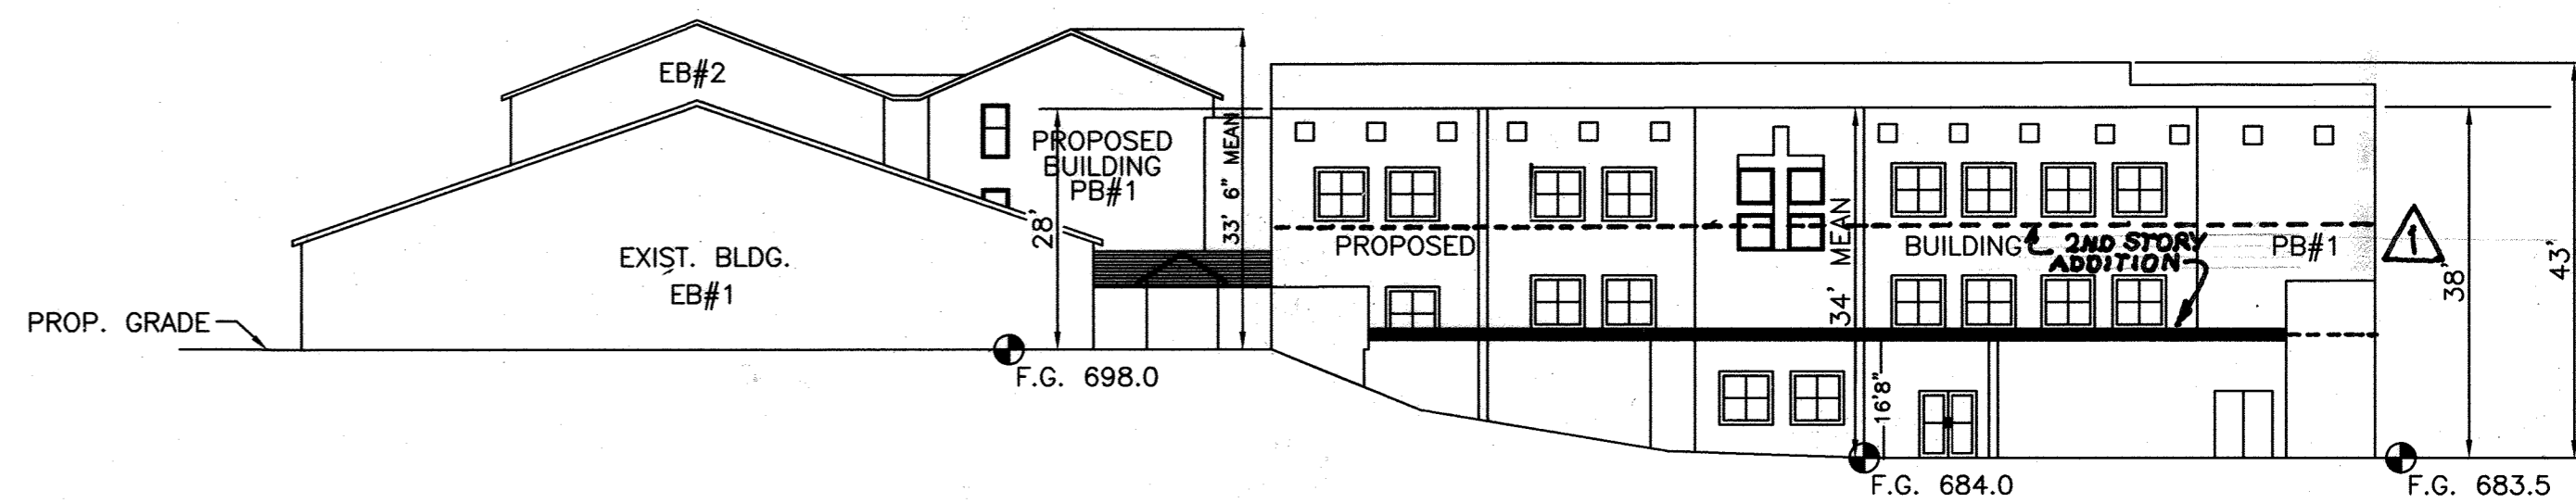 EB#2
PROPOSED
BUILDING
PB#1
EXIST. BLDG.
EB#1
PROP. GRADE
28'
33' 6" MEAN
F.G. 698.0
PROPOSED
BUILDING
PB#1
2ND STORY
ADDITION
34' MEAN
16'8"
1
38'
43'
F.G. 684.0
F.G. 683.5